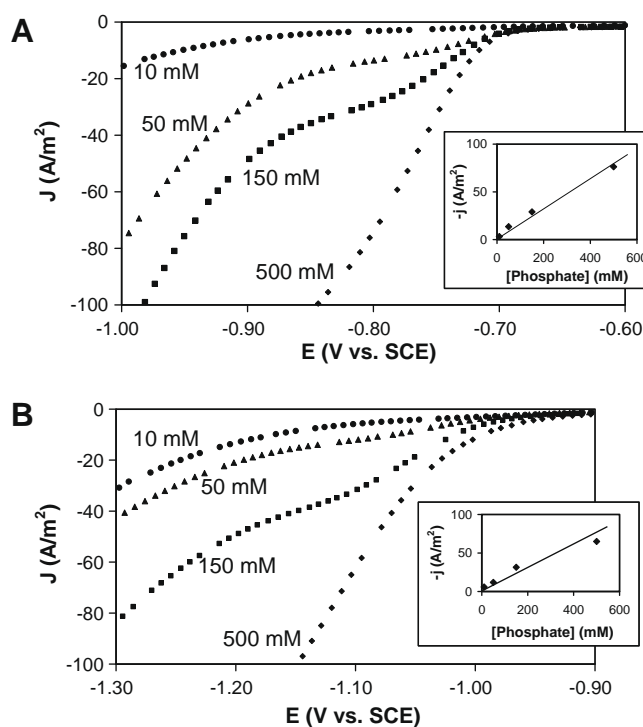 A
0
-20
-40
-60
-80
-100
J (A/m²)
10 mM
50 mM
150 mM
500 mM
-1.00 -0.90 -0.80 -0.70 -0.60
E (V vs. SCE)
100
50
0
-j (A/m²)
0 200 400 600
[Phosphate] (mM)
B
0
-20
-40
-60
-80
-100
J (A/m²)
10 mM
50 mM
150 mM
500 mM
-1.30 -1.20 -1.10 -1.00 -0.90
E (V vs. SCE)
100
50
0
-j (A/m²)
0 200 400 600
[Phosphate] (mM)